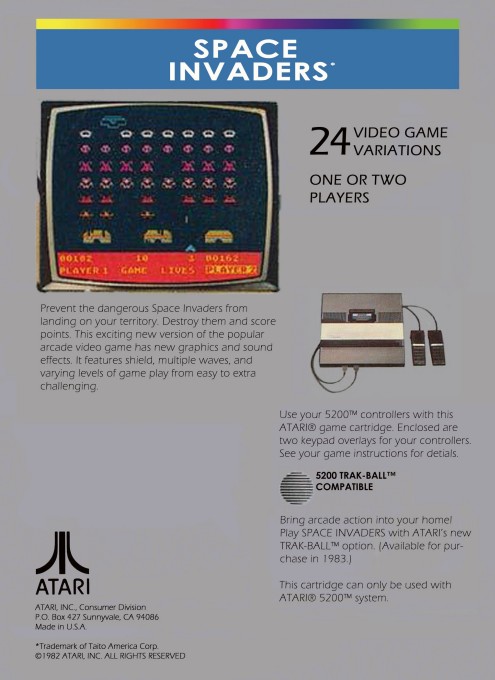 SPACE
INVADERS*
24 VIDEO GAME
VARIATIONS
ONE OR TWO
PLAYERS
00102 10 3 00162
PLAYER 1 GAME LIVES PLAYER 2
Prevent the dangerous Space Invaders from
landing on your territory. Destroy them and score
points. This exciting new version of the popular
arcade video game has new graphics and sound
effects. It features shield, multiple waves, and
varying levels of game play from easy to extra
challenging.
Use your 5200™ controllers with this
ATARI® game cartridge. Enclosed are
two keypad overlays for your controllers.
See your game instructions for detials.
5200 TRAK-BALL™
COMPATIBLE
Bring arcade action into your home!
Play SPACE INVADERS with ATARI's new
TRAK-BALL™ option. (Available for pur-
chase in 1983.)
This cartridge can only be used with
ATARI® 5200™ system.
ATARI
ATARI, INC., Consumer Division
P.O. Box 427 Sunnyvale, CA 94086
Made in U.S.A.
*Trademark of Taito America Corp.
©1982 ATARI, INC. ALL RIGHTS RESERVED